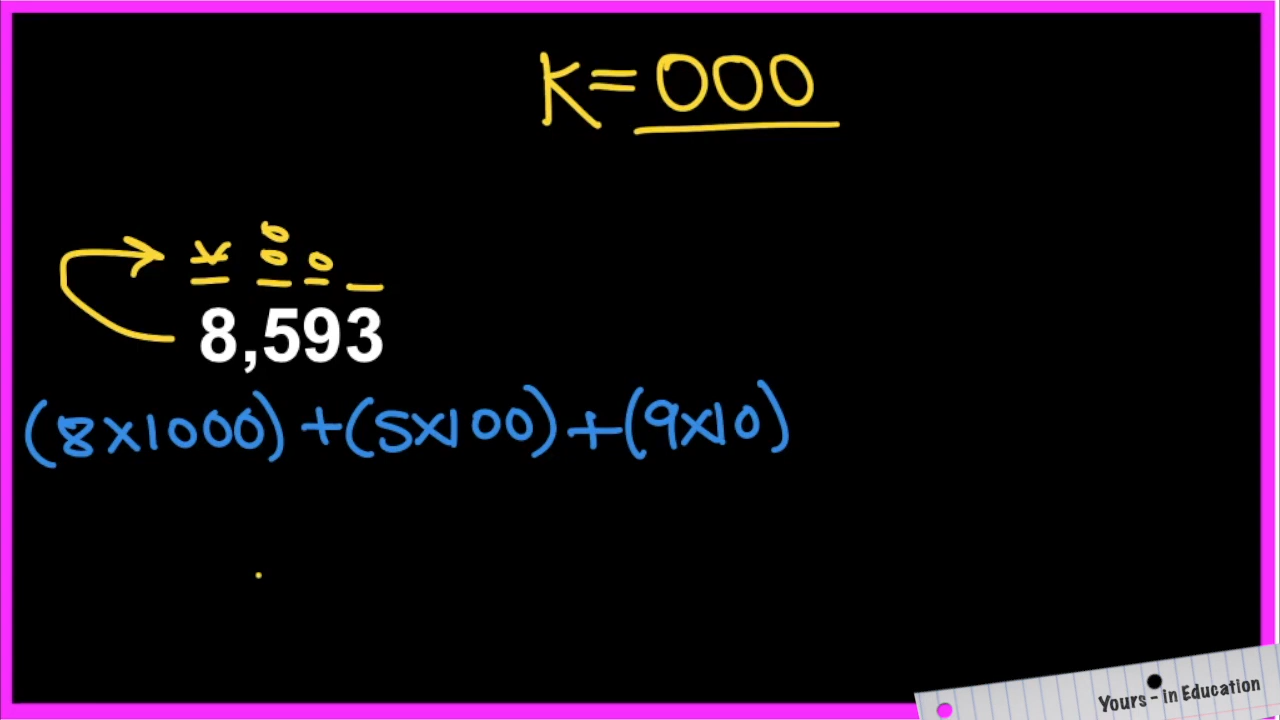 K=000
K 00 0
8,593
(8x1000)+(5x100)+(9x10)
Yours - in Education